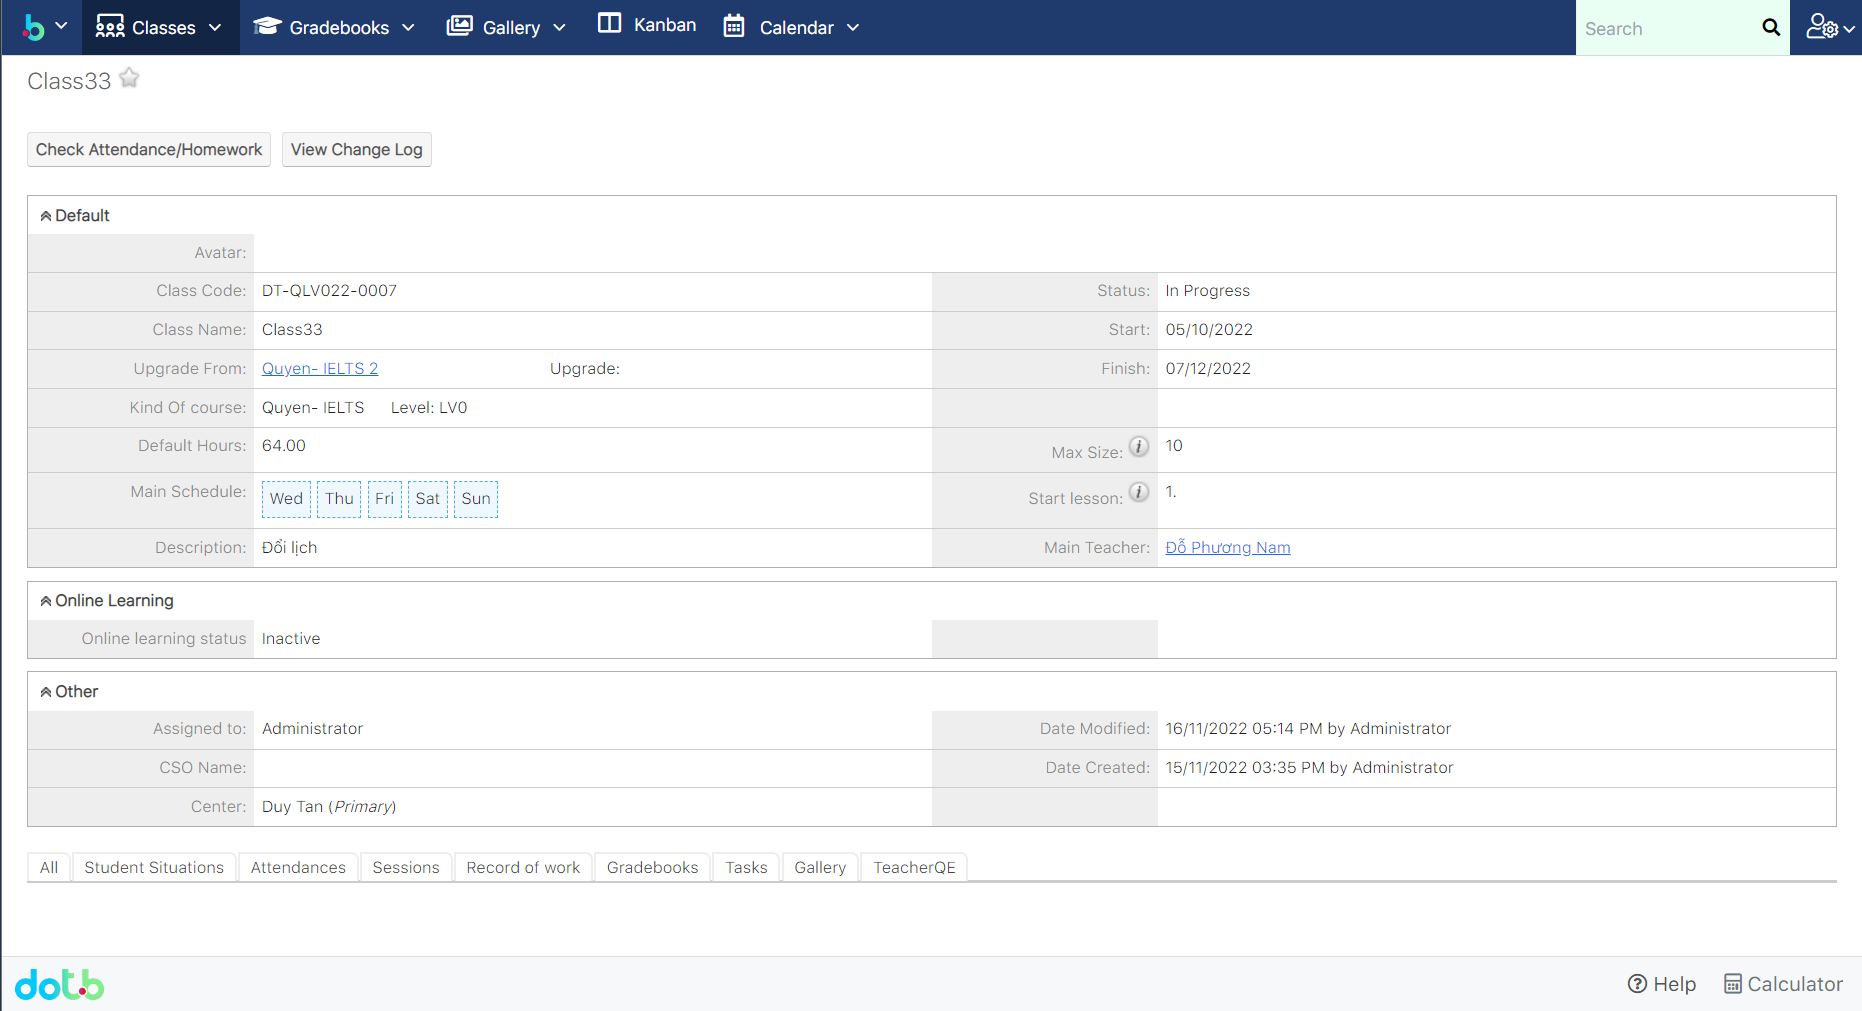 Classes Gradebooks Gallery Kanban Calendar Search
Class33
Check Attendance/Homework View Change Log
Default
Avatar:
Class Code: DT-QLV022-0007 Status: In Progress
Class Name: Class33 Start: 05/10/2022
Upgrade From: Quyen- IELTS 2 Upgrade: Finish: 07/12/2022
Kind Of course: Quyen- IELTS Level: LV0
Default Hours: 64.00 Max Size: 10
Main Schedule: Wed Thu Fri Sat Sun Start lesson: 1.
Description: Đổi lịch Main Teacher: Đỗ Phương Nam
Online Learning
Online learning status Inactive
Other
Assigned to: Administrator Date Modified: 16/11/2022 05:14 PM by Administrator
CSO Name: Date Created: 15/11/2022 03:35 PM by Administrator
Center: Duy Tan (Primary)
All Student Situations Attendances Sessions Record of work Gradebooks Tasks Gallery TeacherQE
dotb Help Calculator